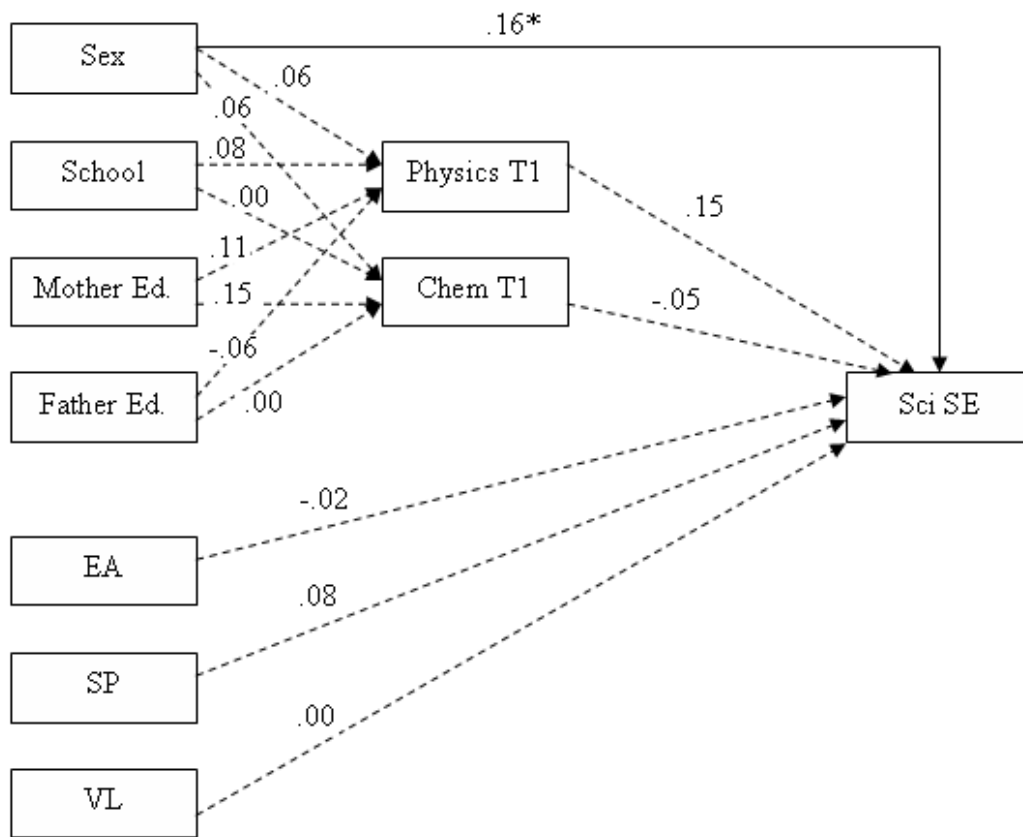 .16*
Sex
.06
.06
School
.08
Physics T1
.00
.15
.11
Mother Ed.
.15
Chem T1
-.05
-.06
Father Ed.
.00
Sci SE
-.02
EA
.08
SP
.00
VL